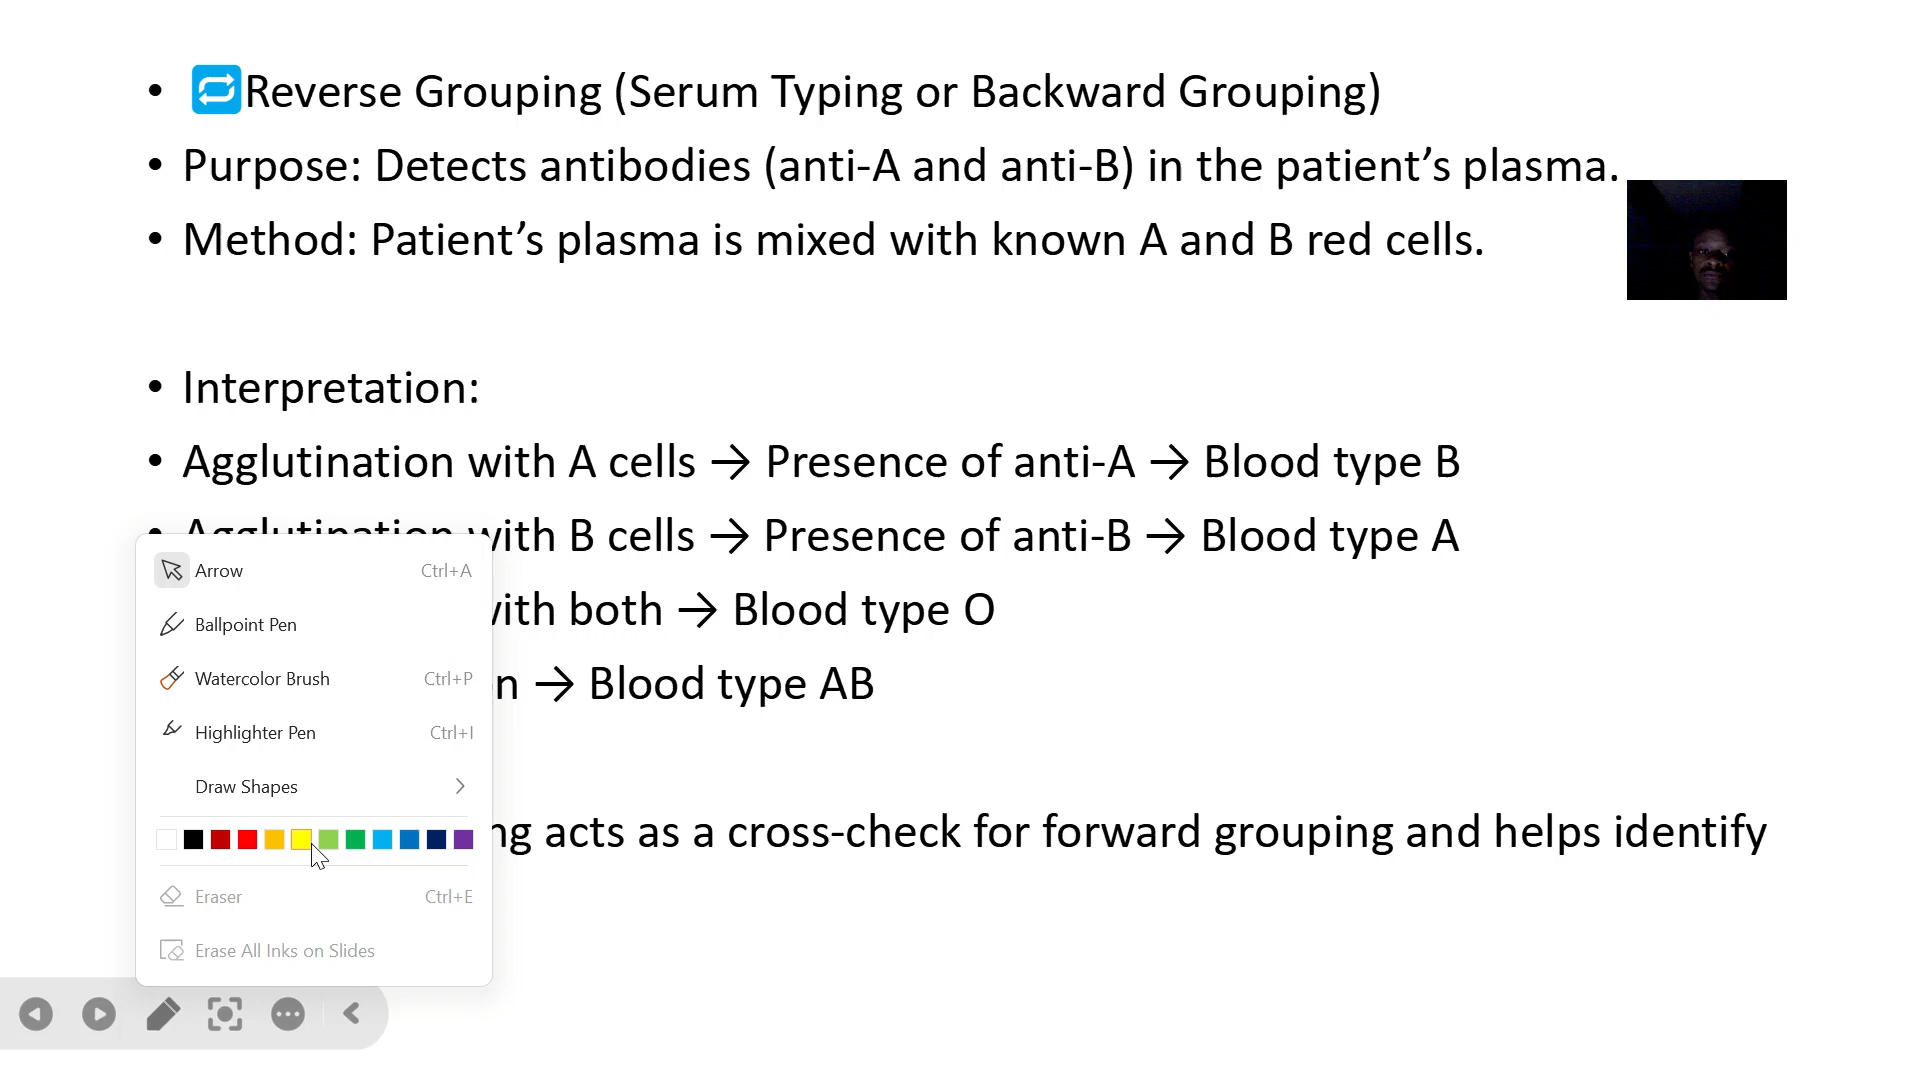 • 🔁Reverse Grouping (Serum Typing or Backward Grouping)
• Purpose: Detects antibodies (anti-A and anti-B) in the patient’s plasma.
• Method: Patient’s plasma is mixed with known A and B red cells.
• Interpretation:
• Agglutination with A cells → Presence of anti-A → Blood type B
• Agglutination with B cells → Presence of anti-B → Blood type A
with both → Blood type O
→ Blood type AB
acts as a cross-check for forward grouping and helps identify
Arrow Ctrl+A
Ballpoint Pen
Watercolor Brush Ctrl+P
Highlighter Pen Ctrl+I
Draw Shapes
Eraser Ctrl+E
Erase All Inks on Slides